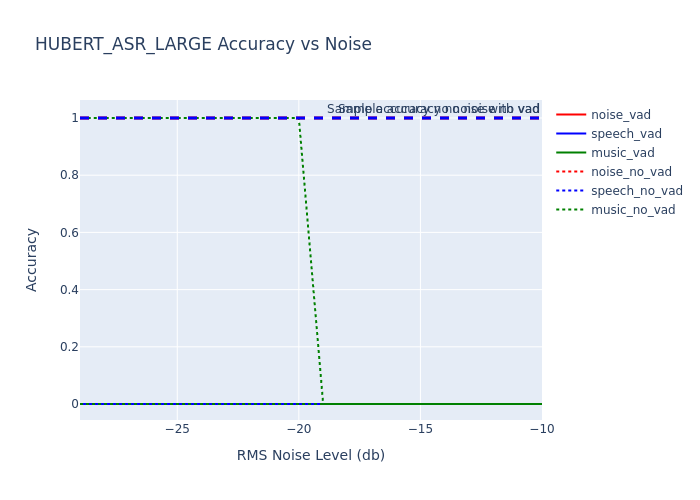 HUBERT_ASR_LARGE Accuracy vs Noise
1
0.8
0.6
0.4
0.2
0
−25
−20
−15
−10
Accuracy
RMS Noise Level (db)
noise_vad
speech_vad
music_vad
noise_no_vad
speech_no_vad
music_no_vad